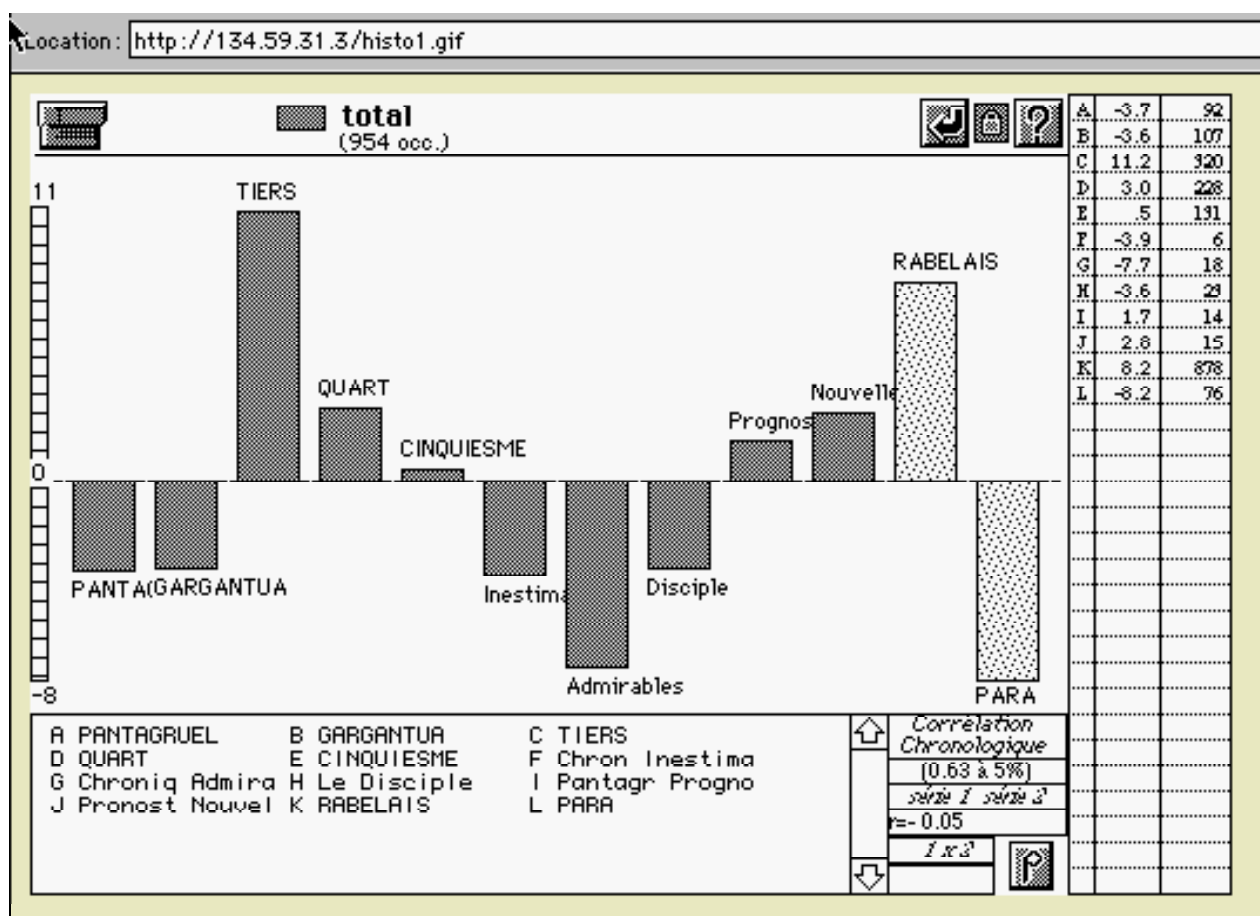 Location : http://134.59.31.3/histo1.gif
total
(954 occ.)
11
TIERS
RABELAIS
QUART
Nouvelle
Prognos
CINQUIESME
0
PANTA(GARGANTUA
Inestima
Disciple
Admirables
-8
PARA
A -3.7 92
B -3.6 107
C 11.2 320
D 3.0 228
E .5 131
F -3.9 6
G -7.7 18
H -3.6 23
I 1.7 14
J 2.8 15
K 8.2 878
L -8.2 76
A PANTAGRUEL B GARGANTUA C TIERS
D QUART E CINQUIESME F Chron Inestima
G Chroniq Admira H Le Disciple I Pantagr Progno
J Pronost Nouvel K RABELAIS L PARA
Corrélation
Chronologique
(0.63 à 5%)
série 1 série 2
r=- 0.05
1 x 2